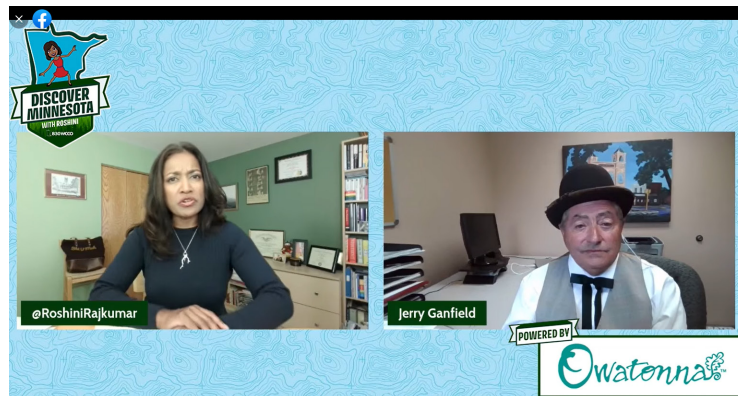 DISCOVER
MINNESOTA
WITH ROSHINI
@RoshiniRajkumar
Jerry Ganfield
POWERED BY
Owatonna